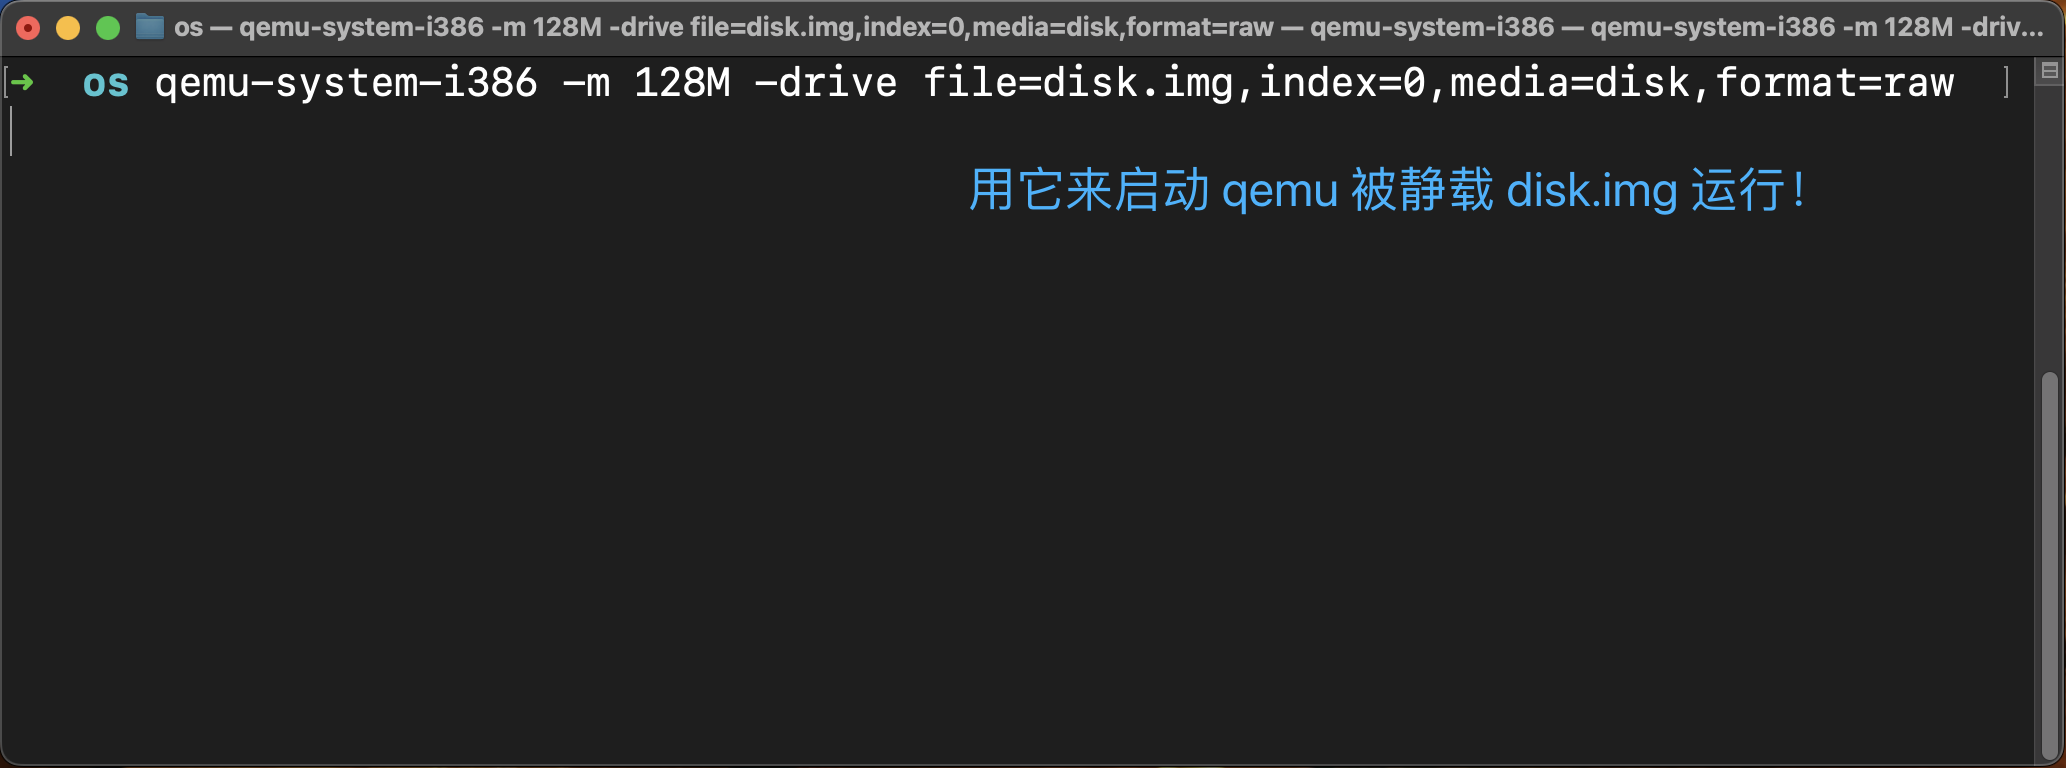 os — qemu-system-i386 -m 128M -drive file=disk.img,index=0,media=disk,format=raw — qemu-system-i386 — qemu-system-i386 -m 128M -driv...
[➜  os qemu-system-i386 -m 128M -drive file=disk.img,index=0,media=disk,format=raw ]
用它来启动 qemu 被静载 disk.img 运行！